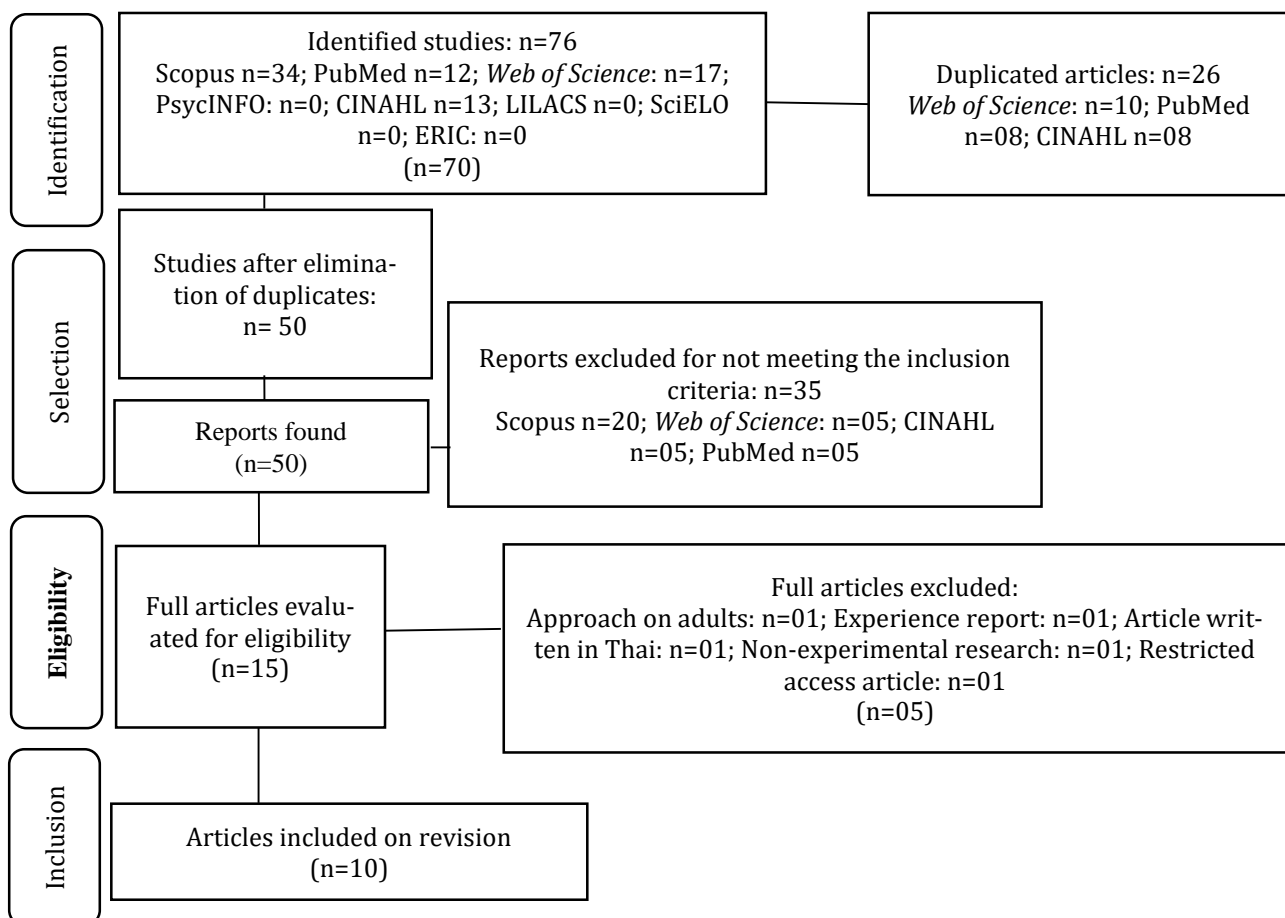 Identification
Identified studies: n=76
Scopus n=34; PubMed n=12; Web of Science: n=17;
PsycINFO: n=0; CINAHL n=13; LILACS n=0; SciELO
n=0; ERIC: n=0
(n=70)
Duplicated articles: n=26
Web of Science: n=10; PubMed
n=08; CINAHL n=08
Selection
Studies after elimina-
tion of duplicates:
n= 50
Reports found
(n=50)
Reports excluded for not meeting the inclusion
criteria: n=35
Scopus n=20; Web of Science: n=05; CINAHL
n=05; PubMed n=05
Eligibility
Full articles evalu-
ated for eligibility
(n=15)
Full articles excluded:
Approach on adults: n=01; Experience report: n=01; Article writ-
ten in Thai: n=01; Non-experimental research: n=01; Restricted
access article: n=01
(n=05)
Inclusion
Articles included on revision
(n=10)